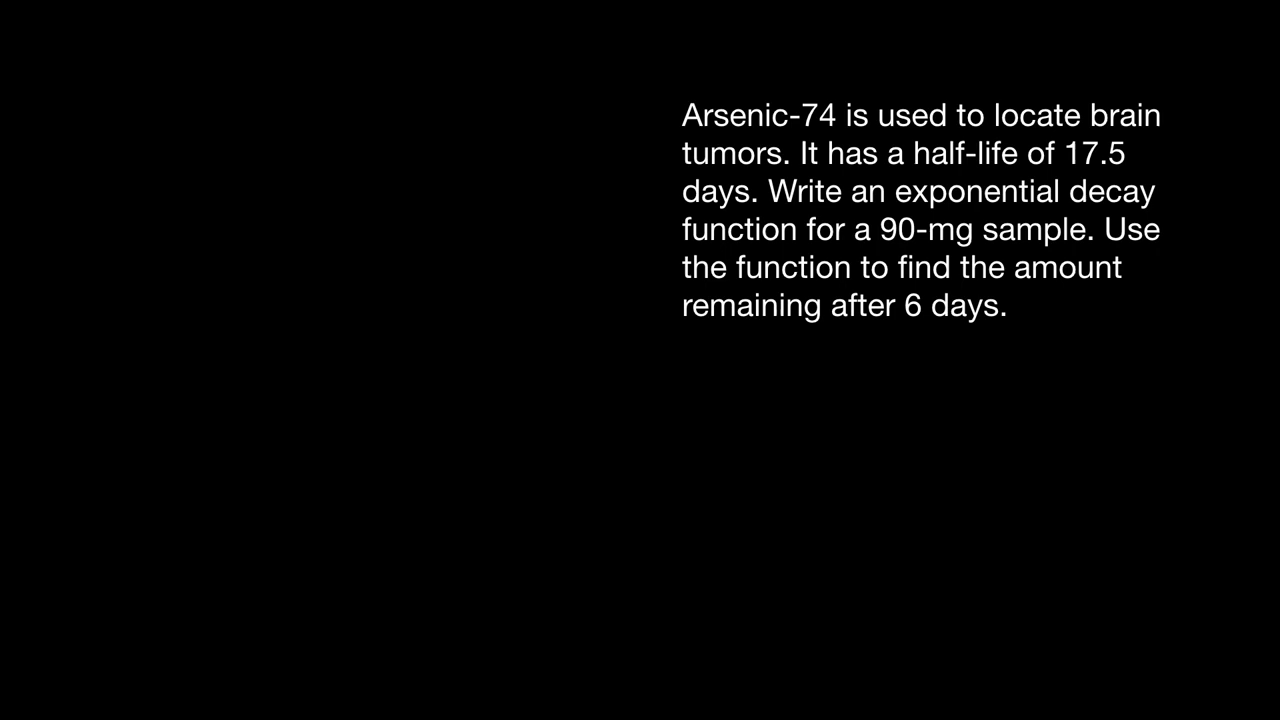 Arsenic-74 is used to locate brain
tumors. It has a half-life of 17.5
days. Write an exponential decay
function for a 90-mg sample. Use
the function to find the amount
remaining after 6 days.